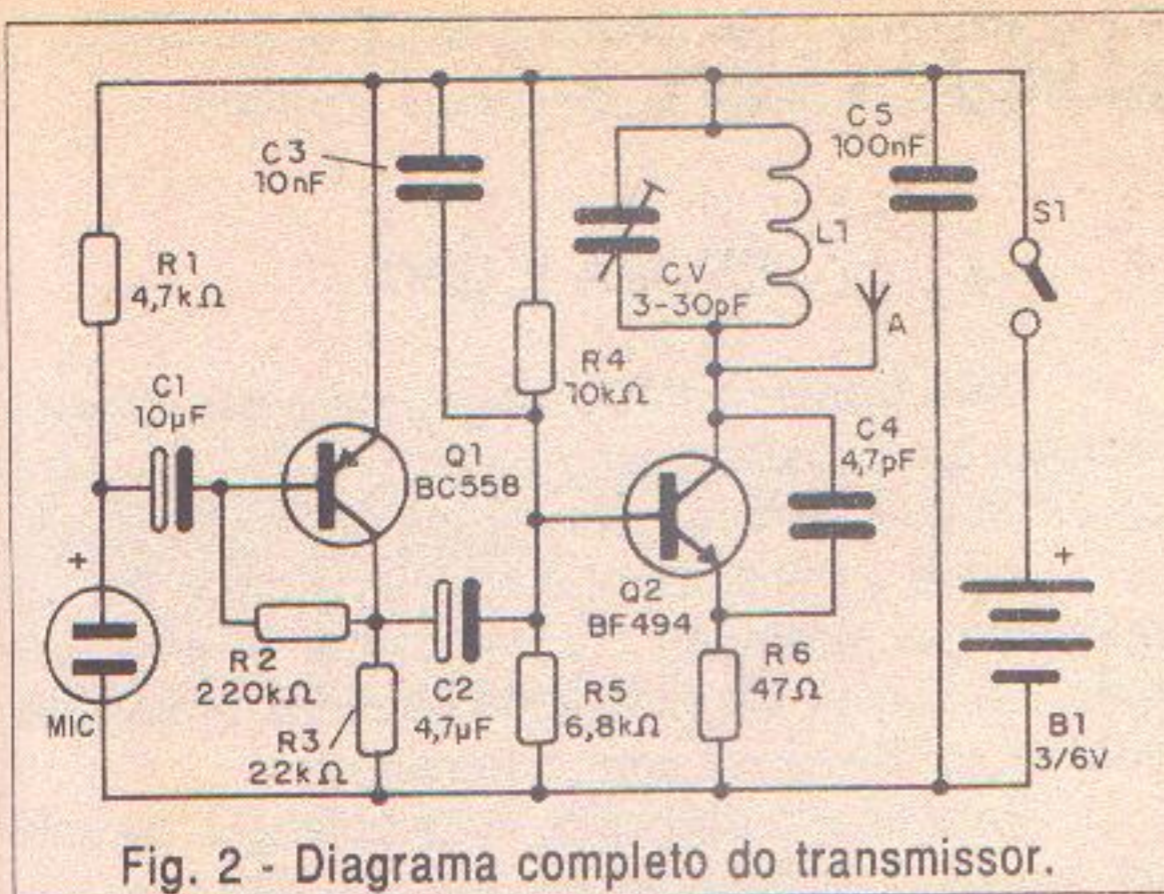 C3
10nF
C5
100nF
S1
R1
4,7kΩ
CV
3-30pF
L1
A
R4
10kΩ
C1
10µF
Q1
BC558
C4
4,7pF
+
+
MIC
R2
220kΩ
C2
4,7µF
Q2
BF494
R3
22kΩ
R5
6,8kΩ
R6
47Ω
B1
3/6V
Fig. 2 - Diagrama completo do transmissor.